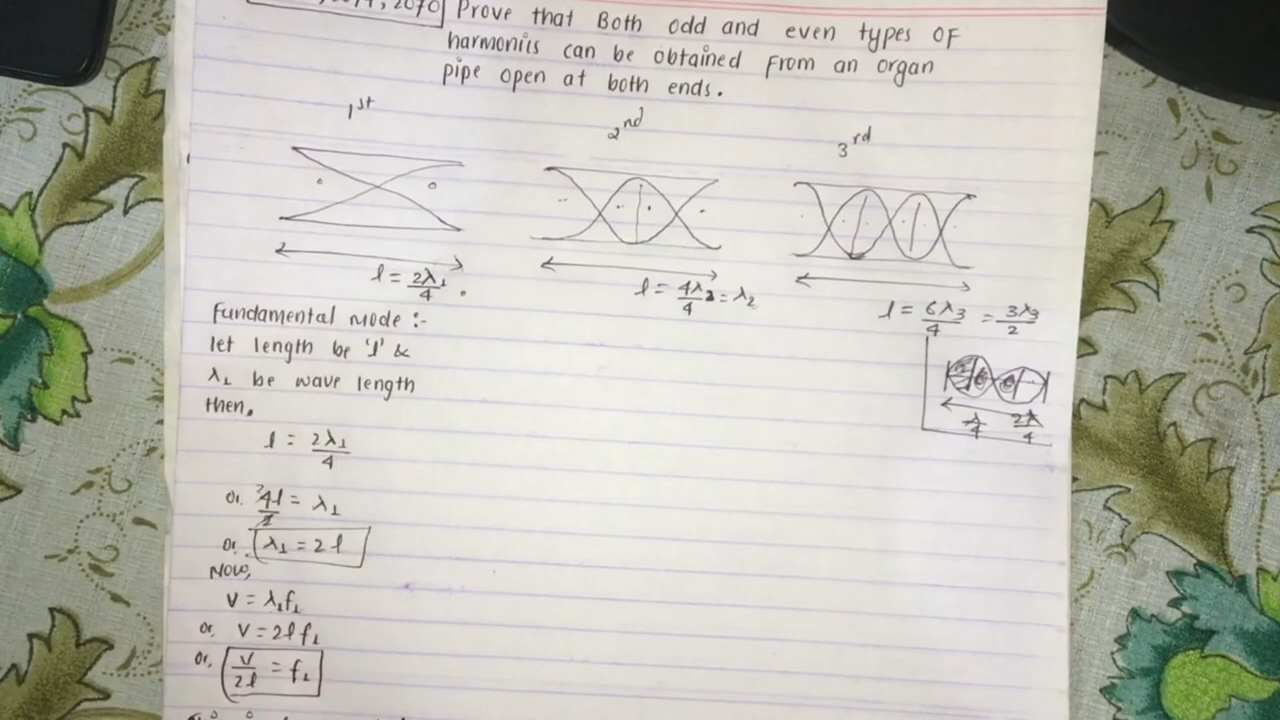 2070
Prove that Both odd and even types of
harmonics can be obtained from an organ
pipe open at both ends.
1st
2nd
3rd
l = 2λ1/4
l = 4λ2/4 = λ2
l = 6λ3/4 = 3λ3/2
λ/4 2λ/4
Fundamental mode :-
let length be 'l' &
λ1 be wave length
then,
l = 2λ1/4
or, 4l/2 = λ1
or, λ1 = 2l
Now,
v = λ1f1
or, v = 2lf1
or, v/2l = f1